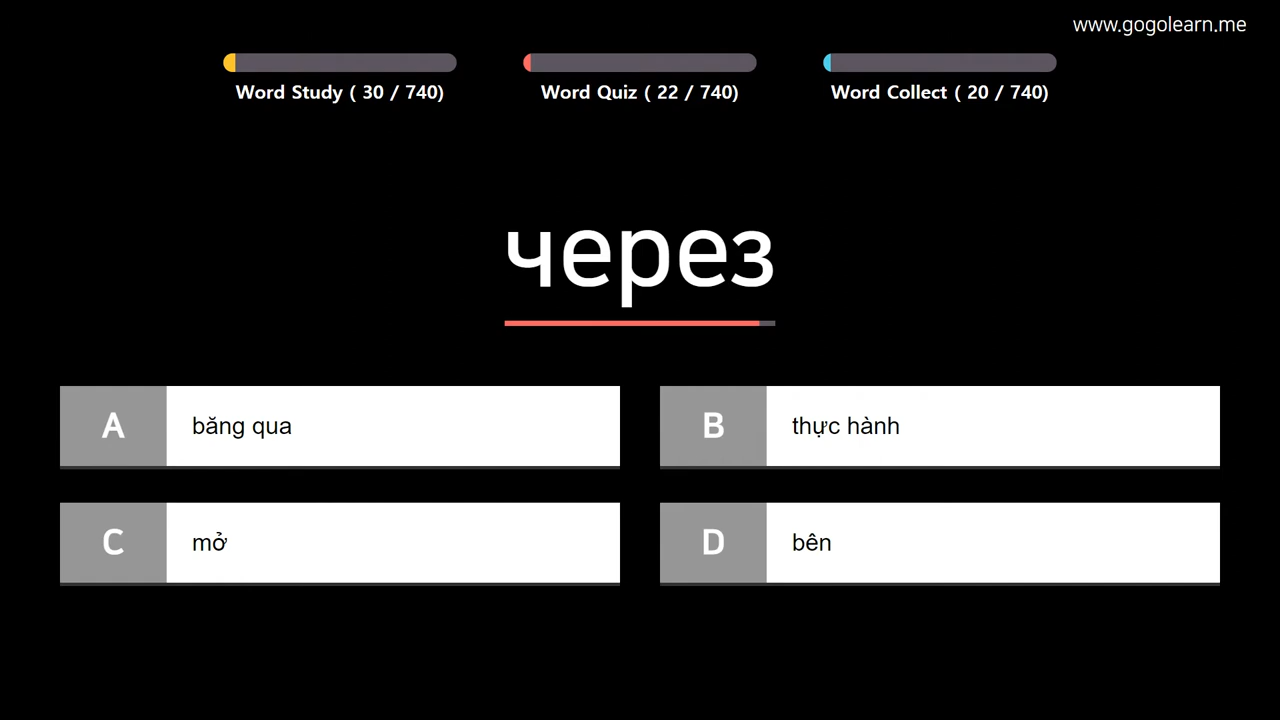 www.gogolearn.me
Word Study ( 30 / 740)
Word Quiz ( 22 / 740)
Word Collect ( 20 / 740)
через
A băng qua
B thực hành
C mở
D bên